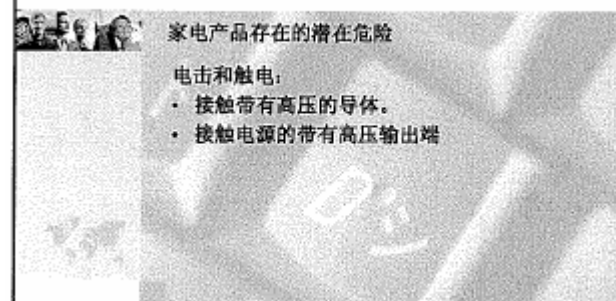 家电产品存在的潜在危险
电击和触电：
· 接触带有高压的导体。
· 接触电源的带有高压输出端